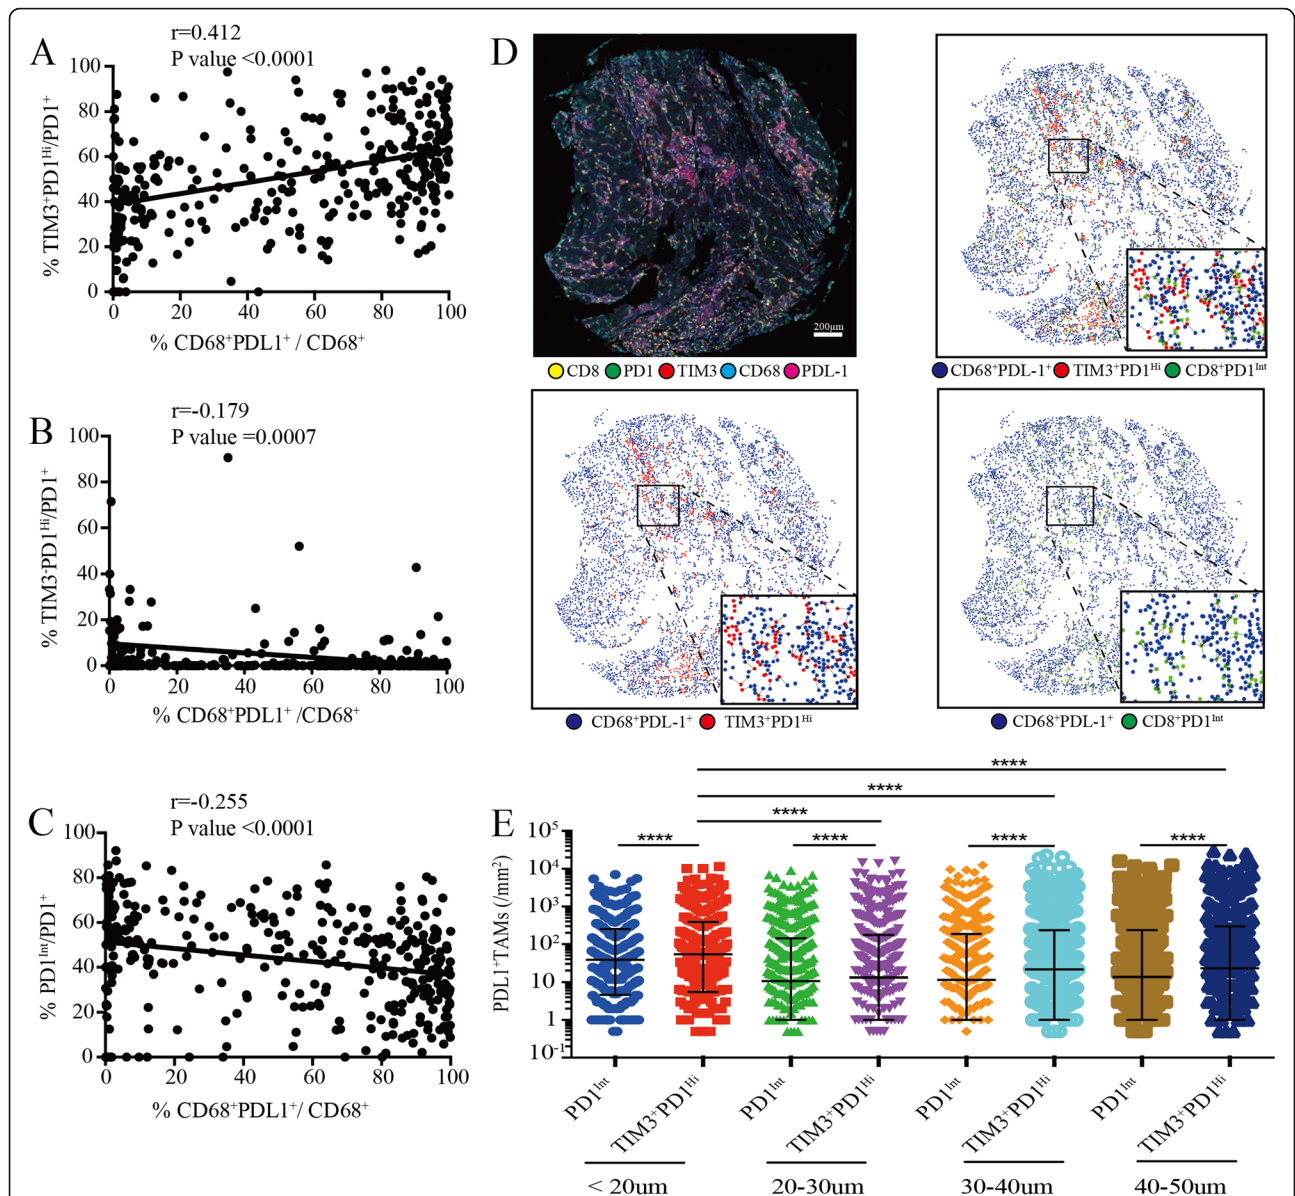 A
r=0.412
P value <0.0001
100
80
60
40
20
0
0 20 40 60 80 100
% TIM3⁺PD1ᴴⁱ/PD1⁺
% CD68⁺PDL1⁺ / CD68⁺
B
r=-0.179
P value =0.0007
100
80
60
40
20
0
0 20 40 60 80 100
% TIM3⁻PD1ᴴⁱ/PD1⁺
% CD68⁺PDL1⁺ /CD68⁺
C
r=-0.255
P value <0.0001
100
80
60
40
20
0
0 20 40 60 80 100
% PD1ᴵⁿᵗ/PD1⁺
% CD68⁺PDL1⁺/ CD68⁺
D
200μm
CD8 PD1 TIM3 CD68 PDL-1
CD68⁺PDL-1⁺ TIM3⁺PD1ᴴⁱ CD8⁺PD1ᴵⁿᵗ
CD68⁺PDL-1⁺ TIM3⁺PD1ᴴⁱ
CD68⁺PDL-1⁺ CD8⁺PD1ᴵⁿᵗ
E
****
****
****
**** **** **** ****
10⁵
10⁴
10³
10²
10
1
10⁻¹
PDL1⁺TAMs (/mm²)
PD1ᴵⁿᵗ TIM3⁺PD1ᴴⁱ PD1ᴵⁿᵗ TIM3⁺PD1ᴴⁱ PD1ᴵⁿᵗ TIM3⁺PD1ᴴⁱ PD1ᴵⁿᵗ TIM3⁺PD1ᴴⁱ
< 20um 20-30um 30-40um 40-50um